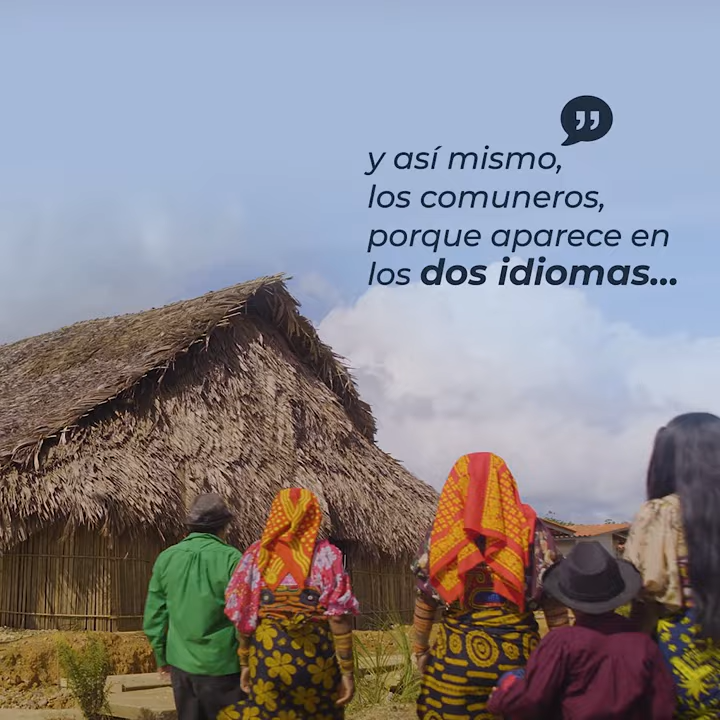 y así mismo,
los comuneros,
porque aparece en
los dos idiomas...